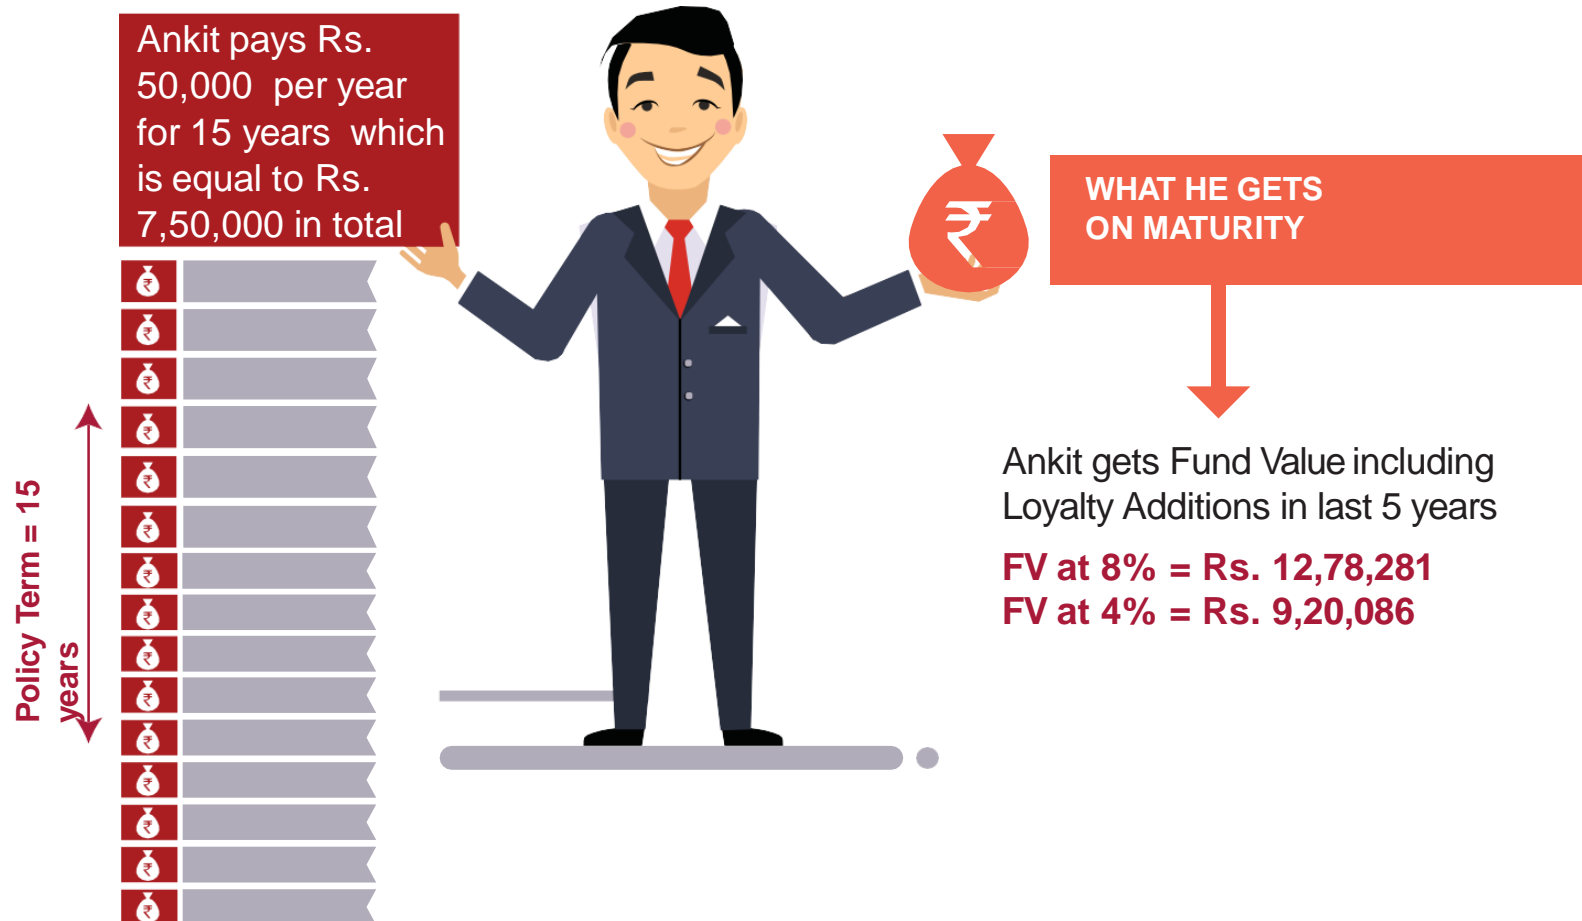 Ankit pays Rs.
50,000 per year
for 15 years which
is equal to Rs.
7,50,000 in total
WHAT HE GETS
ON MATURITY
Policy Term = 15
years
Ankit gets Fund Value including
Loyalty Additions in last 5 years
FV at 8% = Rs. 12,78,281
FV at 4% = Rs. 9,20,086